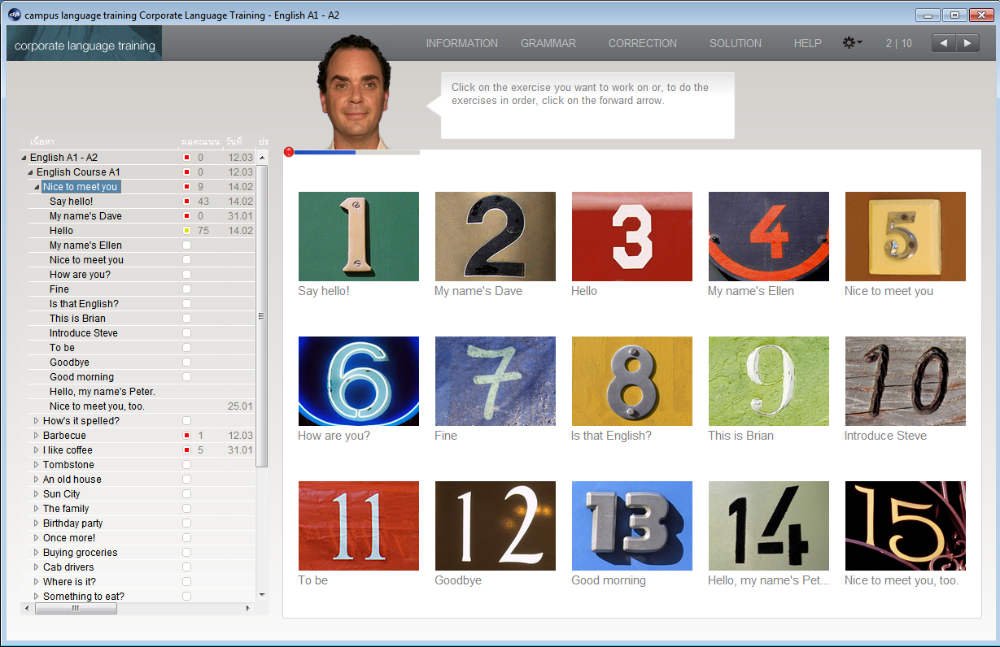 campus language training Corporate Language Training - English A1 - A2
corporate language training
INFORMATION GRAMMAR CORRECTION SOLUTION HELP 2 | 10
Click on the exercise you want to work on or, to do the
exercises in order, click on the forward arrow.
เนื้อหา ผลคะแนน วันที่ ปร
English A1 - A2 0 12.03
English Course A1 0 12.03
Nice to meet you 9 14.02
Say hello! 43 14.02
My name's Dave 0 31.01
Hello 75 14.02
My name's Ellen
Nice to meet you
How are you?
Fine
Is that English?
This is Brian
Introduce Steve
To be
Goodbye
Good morning
Hello, my name's Peter.
Nice to meet you, too. 25.01
How's it spelled?
Barbecue 1 12.03
I like coffee 5 31.01
Tombstone
An old house
Sun City
The family
Birthday party
Once more!
Buying groceries
Cab drivers
Where is it?
Something to eat?
1 2 3 4 5
Say hello! My name's Dave Hello My name's Ellen Nice to meet you
6 7 8 9 10
How are you? Fine Is that English? This is Brian Introduce Steve
11 12 13 14 15
To be Goodbye Good morning Hello, my name's Pet... Nice to meet you, too.